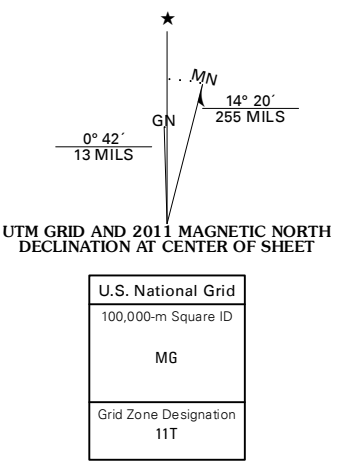 ★
MN
GN
14° 20´
255 MILS
0° 42´
13 MILS
UTM GRID AND 2011 MAGNETIC NORTH
DECLINATION AT CENTER OF SHEET
U.S. National Grid
100,000-m Square ID
MG
Grid Zone Designation
11T